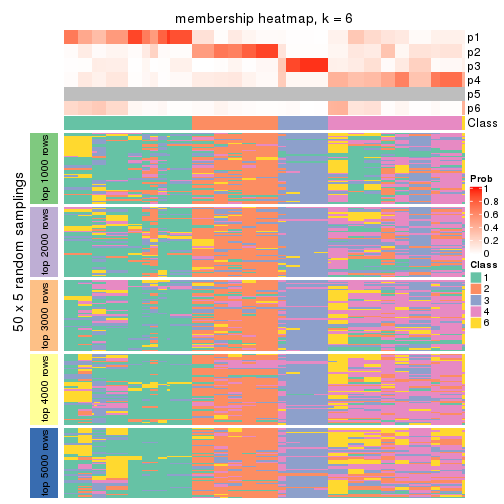 membership heatmap, k = 6
p1
p2
p3
p4
p5
p6
Class
50 x 5 random samplings
top 1000 rows
top 2000 rows
top 3000 rows
top 4000 rows
top 5000 rows
Prob
1
0.8
0.6
0.4
0.2
0
Class
1
2
3
4
6